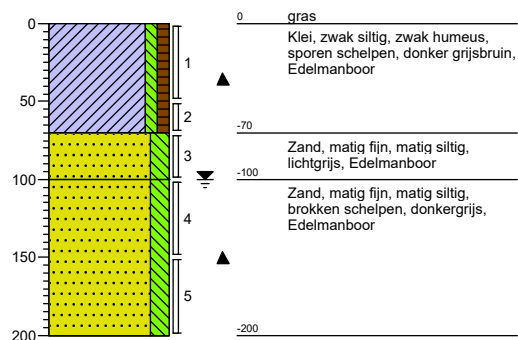 0
50
100
150
200
1
2
3
4
5
0
gras
Klei, zwak siltig, zwak humeus,
sporen schelpen, donker grijsbruin,
Edelmanboor
-70
Zand, matig fijn, matig siltig,
lichtgrijs, Edelmanboor
-100
Zand, matig fijn, matig siltig,
brokken schelpen, donkergrijs,
Edelmanboor
-200